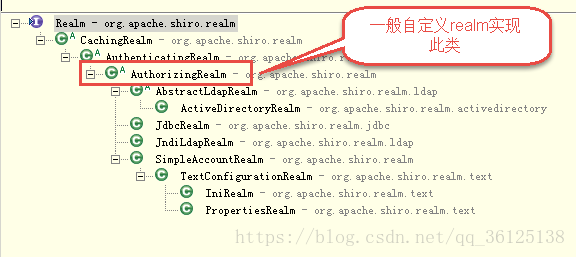 Realm - org.apache.shiro.realm
CachingRealm - org.apache.shiro.realm
AuthenticatingRealm - org.apache.shiro.realm
AuthorizingRealm - org.apache.shiro.realm
AbstractLdapRealm - org.apache.shiro.realm.ldap
ActiveDirectoryRealm - org.apache.shiro.realm.activedirectory
JdbcRealm - org.apache.shiro.realm.jdbc
JndiLdapRealm - org.apache.shiro.realm.ldap
SimpleAccountRealm - org.apache.shiro.realm
TextConfigurationRealm - org.apache.shiro.realm.text
IniRealm - org.apache.shiro.realm.text
PropertiesRealm - org.apache.shiro.realm.text
一般自定义realm实现
此类
https://blog.csdn.net/qq_36125138